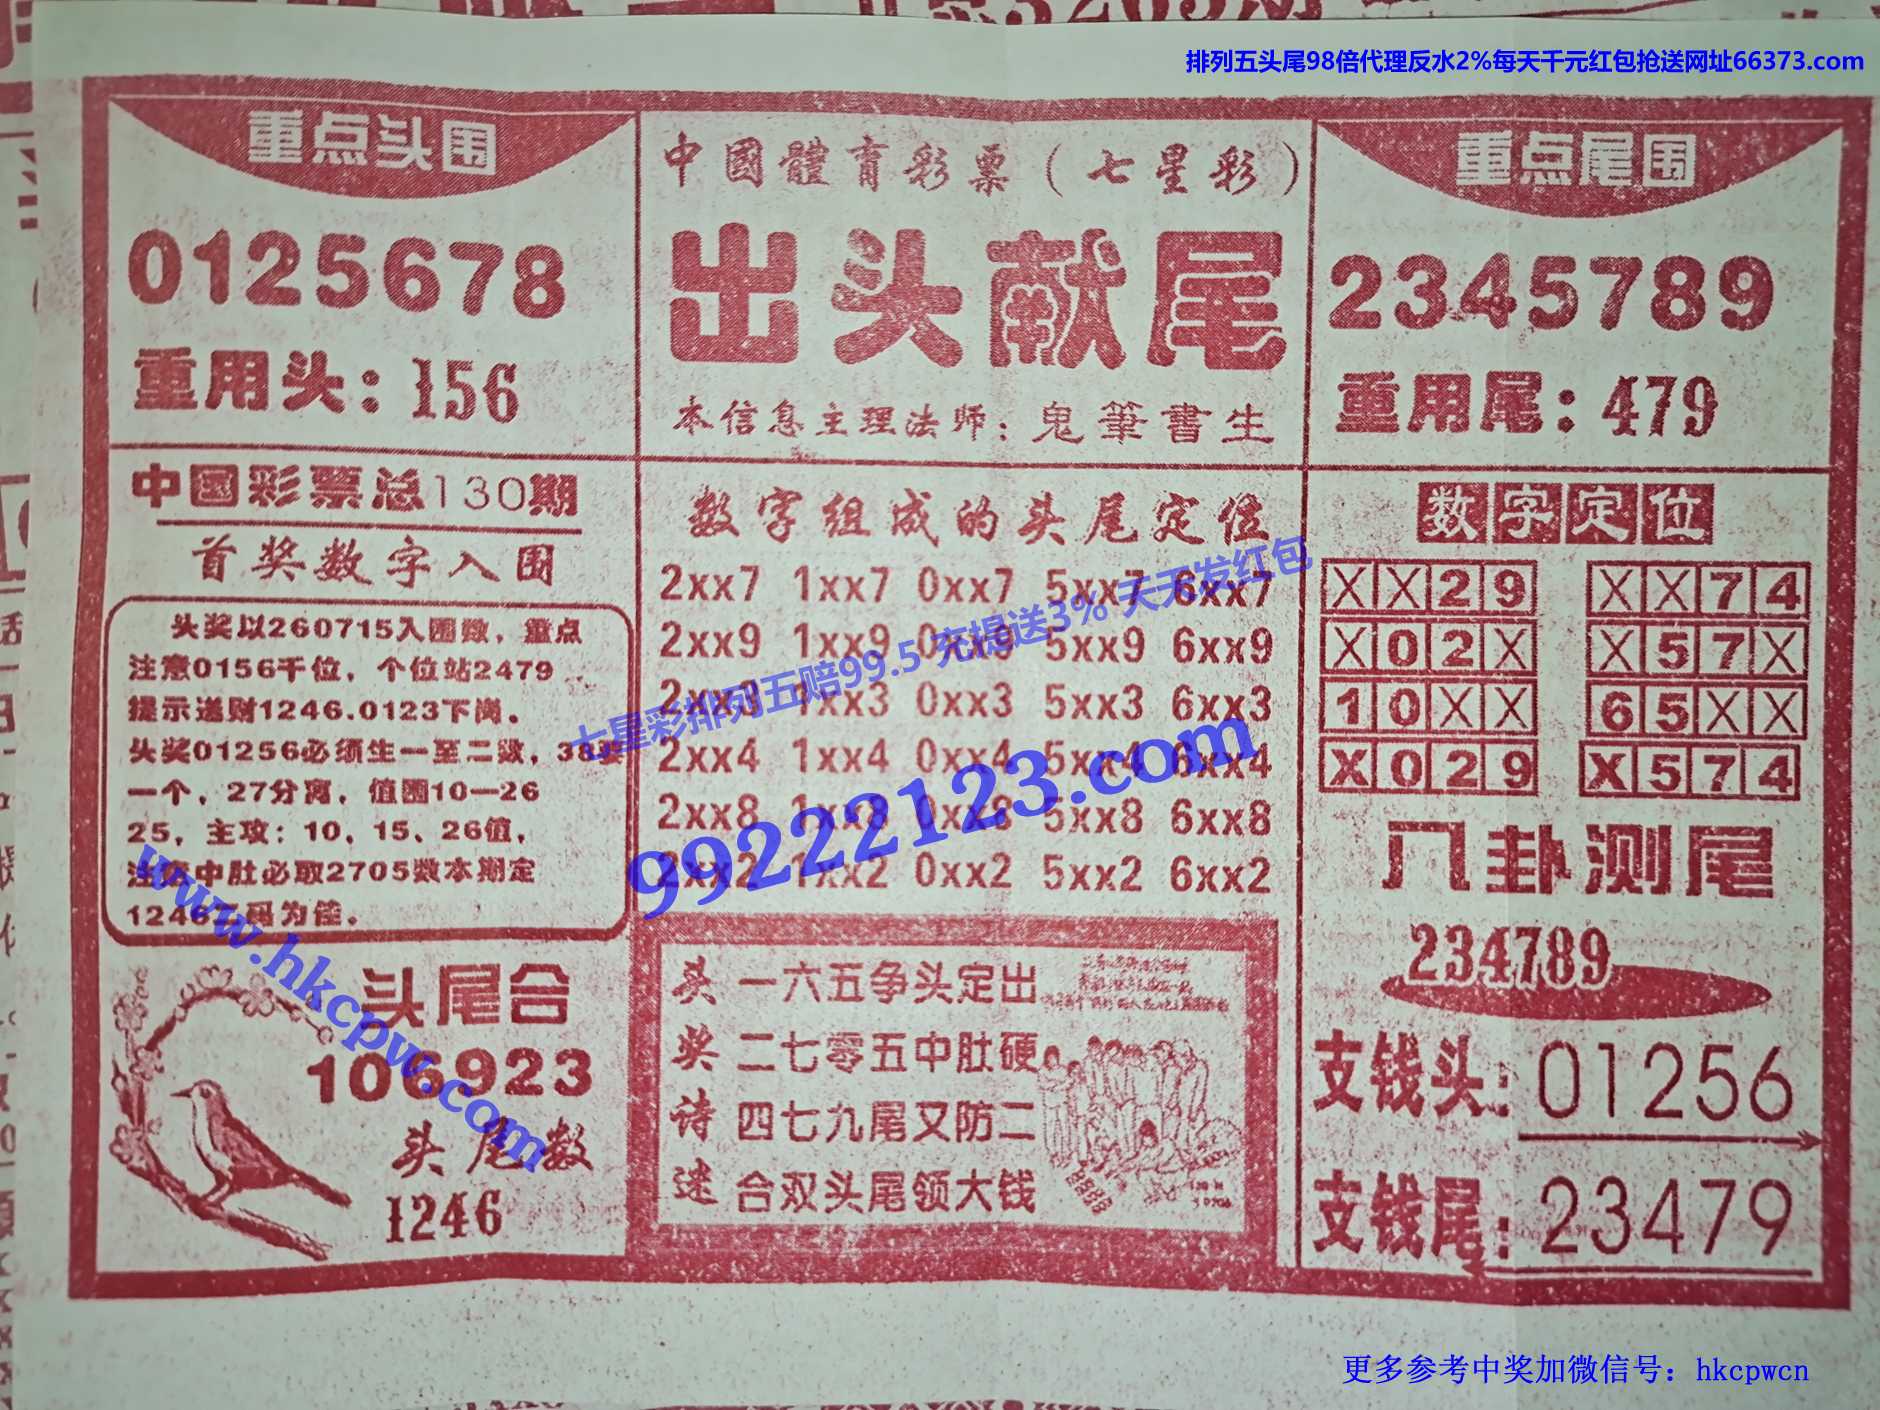 排列五头尾98倍代理反水2%每天千元红包抢送网址66373.com
重点头围
0125678
重用头：156
中國體育彩票（七星彩）
出头献尾
本信息主理法师：鬼筆書生
重点尾围
2345789
重用尾：479
中国彩票总130期
首奖数字入围
头奖以260715入围数，重点
注意0156千位，个位站2479
提示送财1246.0123下岗。
头奖01256必须生一至二数，38要
一个，27分离，值围10—26
25，主攻：10，15、26值，
中肚必取2705数本期定
码为佳。
头尾合
106923
头尾数
1246
数字组成的头尾定位
2xx7 1xx7 0xx7 5xx7 6xx7
2xx9 1xx9 0xx9 5xx9 6xx9
2xx3 1xx3 0xx3 5xx3 6xx3
2xx4 1xx4 0xx4 5xx4 6xx4
2xx8 1xx8 0xx8 5xx8 6xx8
2xx2 1xx2 0xx2 5xx2 6xx2
七星彩排列五赔99.5 充提送3% 天天发红包
99222123.com
www.hkcpw.com
头奖诗迷
一六五争头定出
二七零五中肚硬
四七九尾又防二
合双头尾领大钱
数字定位
XX29 XX74
X02X X57X
10XX 65XX
X029 X574
八卦测尾
234789
支钱头：01256
支钱尾：23479
更多参考中奖加微信号：hkcpwcn